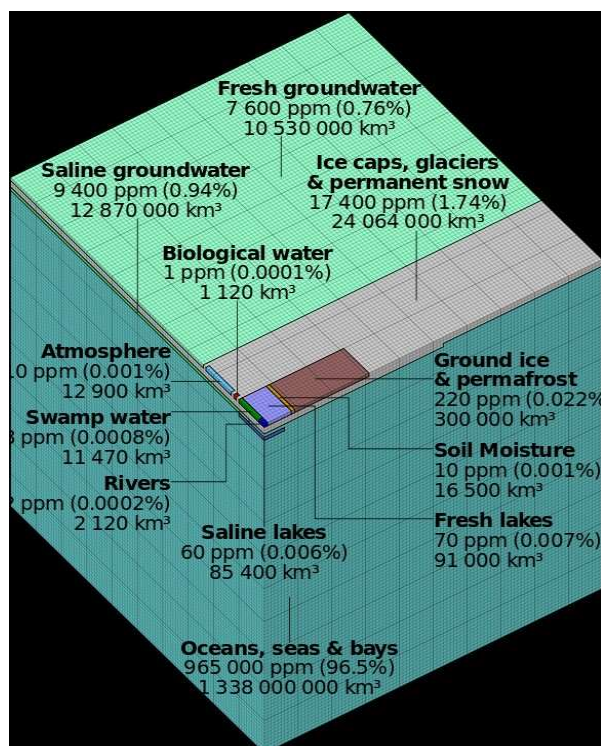 Fresh groundwater
7 600 ppm (0.76%)
10 530 000 km³
Saline groundwater
9 400 ppm (0.94%)
12 870 000 km³
Ice caps, glaciers
& permanent snow
17 400 ppm (1.74%)
24 064 000 km³
Biological water
1 ppm (0.0001%)
1 120 km³
Atmosphere
ppm (0.001%)
12 900 km³
Ground ice
& permafrost
220 ppm (0.022%
300 000 km³
Swamp water
ppm (0.0008%)
11 470 km³
Soil Moisture
10 ppm (0.001%)
16 500 km³
Rivers
ppm (0.0002%)
2 120 km³
Fresh lakes
70 ppm (0.007%)
91 000 km³
Saline lakes
60 ppm (0.006%)
85 400 km³
Oceans, seas & bays
965 000 ppm (96.5%)
1 338 000 000 km³